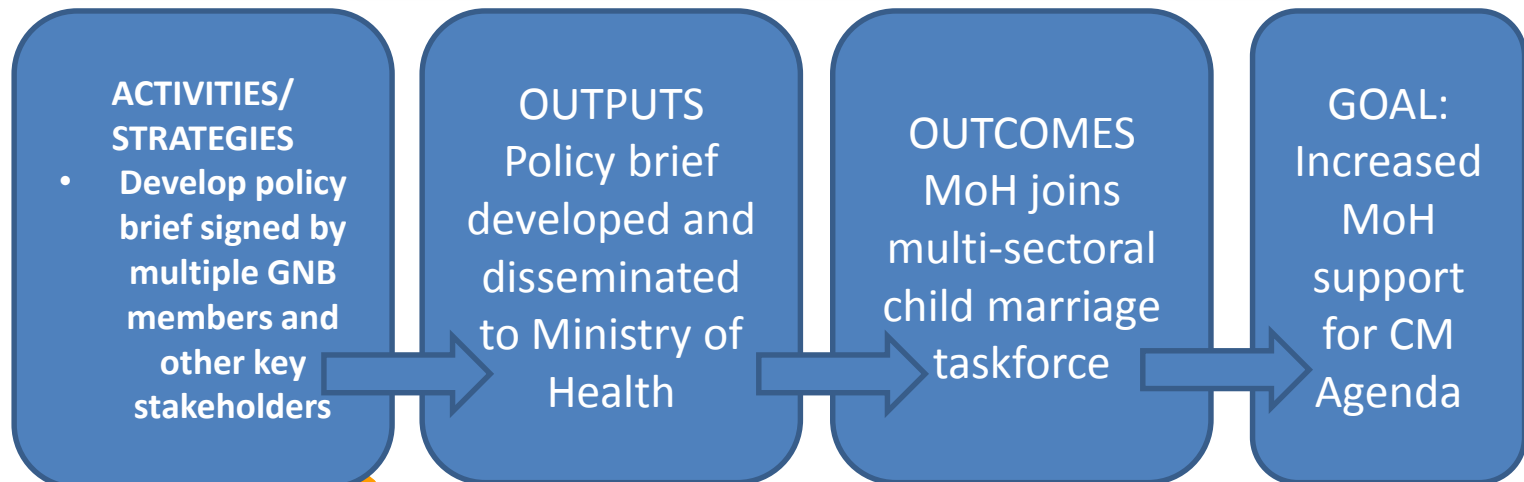 ACTIVITIES/
STRATEGIES
• Develop policy
brief signed by
multiple GNB
members and
other key
stakeholders
OUTPUTS
Policy brief
developed and
disseminated
to Ministry of
Health
OUTCOMES
MoH joins
multi-sectoral
child marriage
taskforce
GOAL:
Increased
MoH
support
for CM
Agenda